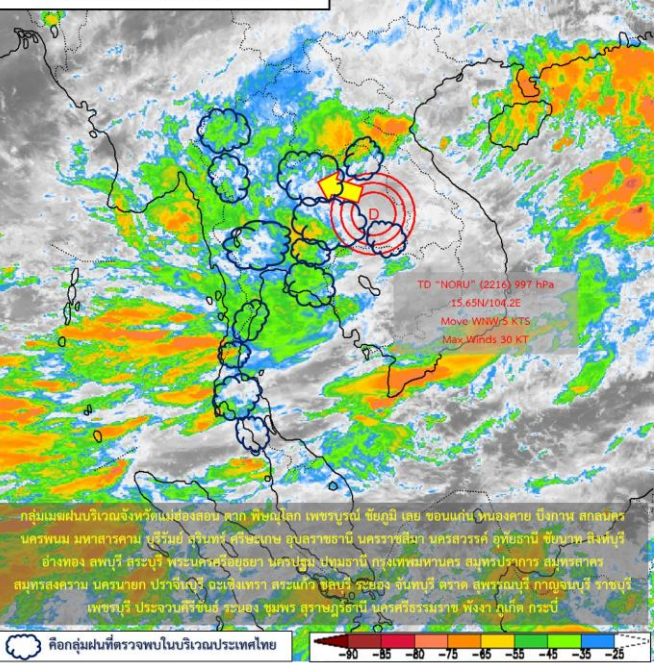 D
TD "NORU" (2216) 997 hPa
15.65N/104.2E
Move WNW 5 KTS
Max Winds 30 KT
กลุ่มเมฆฝนบริเวณจังหวัดแม่ฮ่องสอน ตาก พิษณุโลก เพชรบูรณ์ ชัยภูมิ เลย ขอนแก่น หนองคาย บึงกาฬ สกลนคร
นครพนม มหาสารคาม บุรีรัมย์ สุรินทร์ ศรีษะเกษ อุบลราชธานี นครราชสีมา นครสวรรค์ อุทัยธานี ชัยนาท สิงห์บุรี
อ่างทอง ลพบุรี สระบุรี พระนครศรีอยุธยา นครปฐม ปทุมธานี กรุงเทพมหานคร สมุทรปราการ สมุทรสาคร
สมุทรสงคราม นครนายก ปราจีนบุรี ฉะเชิงเทรา สระแก้ว ชลบุรี ระยอง จันทบุรี ตราด สุพรรณบุรี กาญจนบุรี ราชบุรี
เพชรบุรี ประจวบคีรีขันธ์ ระนอง ชุมพร สุราษฎร์ธานี นครศรีธรรมราช พังงา ภูเก็ต กระบี่
คือกลุ่มฝนที่ตรวจพบในบริเวณประเทศไทย
-90 -85 -80 -75 -65 -55 -45 -35 -25